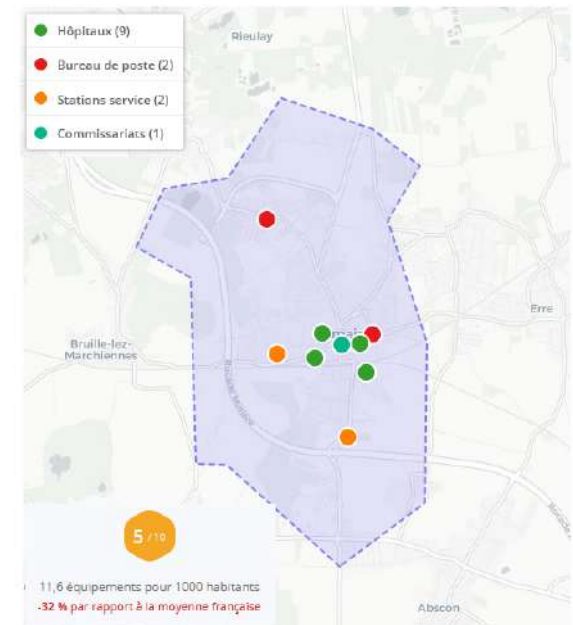 Hôpitaux (9)
Rieulay
Bureau de poste (2)
Stations service (2)
Commissariats (1)
Erre
Bruille-lez-
Marchiennes
5 /10
11,6 équipements pour 1000 habitants
-32 % par rapport à la moyenne française
Abscon